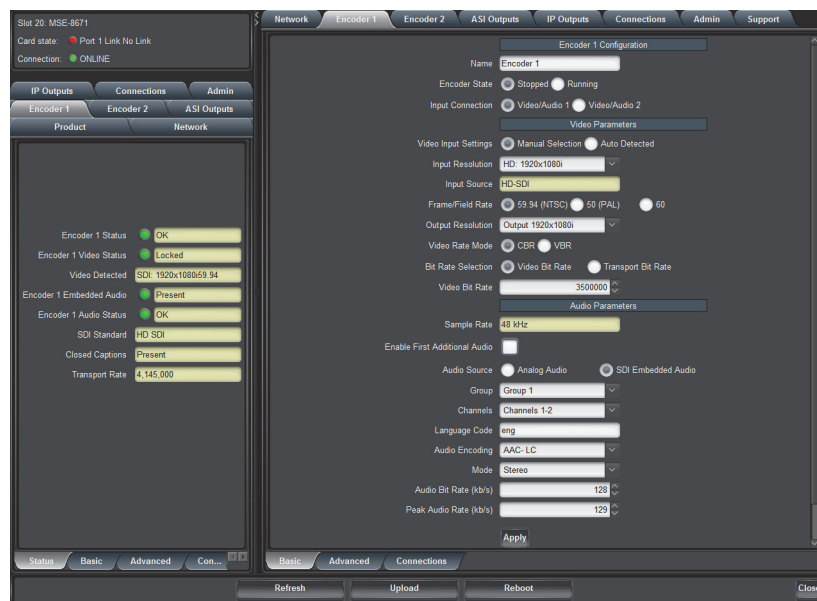 Slot 20: MSE-8671
Card state: Port 1 Link No Link
Connection: ONLINE
IP Outputs Connections Admin
Encoder 1 Encoder 2 ASI Outputs
Product Network
Encoder 1 Status OK
Encoder 1 Video Status Locked
Video Detected SDI: 1920x1080i59.94
Encoder 1 Embedded Audio Present
Encoder 1 Audio Status OK
SDI Standard HD SDI
Closed Captions Present
Transport Rate 4,145,000
Status Basic Advanced Con...
Network Encoder 1 Encoder 2 ASI Outputs IP Outputs Connections Admin Support
Encoder 1 Configuration
Name Encoder 1
Encoder State Stopped Running
Input Connection Video/Audio 1 Video/Audio 2
Video Parameters
Video Input Settings Manual Selection Auto Detected
Input Resolution HD: 1920x1080i
Input Source HD-SDI
Frame/Field Rate 59.94 (NTSC) 50 (PAL) 60
Output Resolution Output 1920x1080i
Video Rate Mode CBR VBR
Bit Rate Selection Video Bit Rate Transport Bit Rate
Video Bit Rate 3500000
Audio Parameters
Sample Rate 48 kHz
Enable First Additional Audio
Audio Source Analog Audio SDI Embedded Audio
Group Group 1
Channels Channels 1-2
Language Code eng
Audio Encoding AAC- LC
Mode Stereo
Audio Bit Rate (kb/s) 128
Peak Audio Rate (kb/s) 129
Apply
Basic Advanced Connections
Refresh Upload Reboot Close